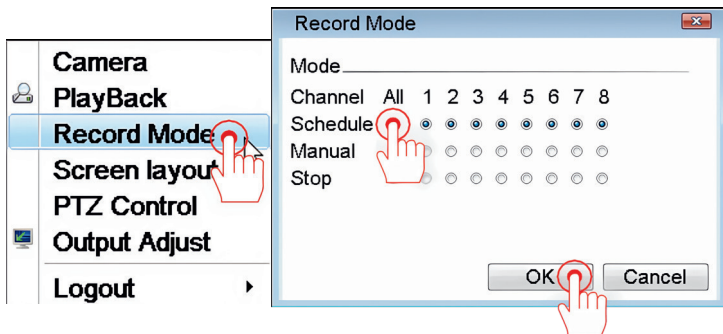 Camera
PlayBack
Record Mode
Screen layout
PTZ Control
Output Adjust
Logout
Record Mode
Mode
Channel All 1 2 3 4 5 6 7 8
Schedule
Manual
Stop
OK Cancel